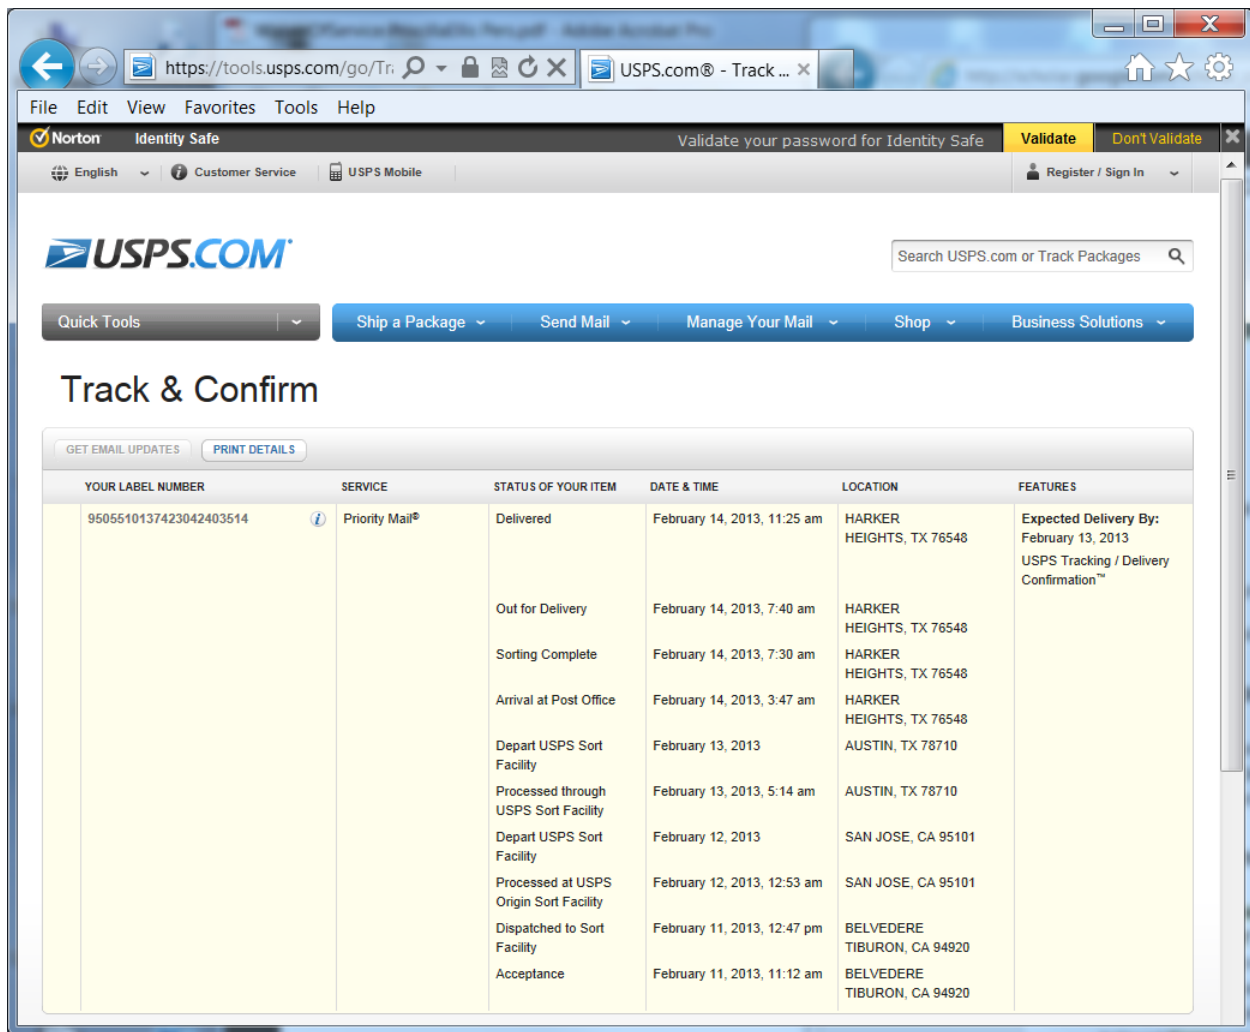 https://tools.usps.com/go/Tra
USPS.com® - Track ...
File Edit View Favorites Tools Help
Norton Identity Safe Validate your password for Identity Safe Validate Don't Validate
English Customer Service USPS Mobile Register / Sign In
USPS.COM®
Search USPS.com or Track Packages
Quick Tools Ship a Package Send Mail Manage Your Mail Shop Business Solutions
Track & Confirm
GET EMAIL UPDATES PRINT DETAILS
YOUR LABEL NUMBER SERVICE STATUS OF YOUR ITEM DATE & TIME LOCATION FEATURES
9505510137423042403514 Priority Mail® Delivered February 14, 2013, 11:25 am HARKER Expected Delivery By:
HEIGHTS, TX 76548 February 13, 2013
USPS Tracking / Delivery
Confirmation™
Out for Delivery February 14, 2013, 7:40 am HARKER
HEIGHTS, TX 76548
Sorting Complete February 14, 2013, 7:30 am HARKER
HEIGHTS, TX 76548
Arrival at Post Office February 14, 2013, 3:47 am HARKER
HEIGHTS, TX 76548
Depart USPS Sort February 13, 2013 AUSTIN, TX 78710
Facility
Processed through February 13, 2013, 5:14 am AUSTIN, TX 78710
USPS Sort Facility
Depart USPS Sort February 12, 2013 SAN JOSE, CA 95101
Facility
Processed at USPS February 12, 2013, 12:53 am SAN JOSE, CA 95101
Origin Sort Facility
Dispatched to Sort February 11, 2013, 12:47 pm BELVEDERE
Facility TIBURON, CA 94920
Acceptance February 11, 2013, 11:12 am BELVEDERE
TIBURON, CA 94920